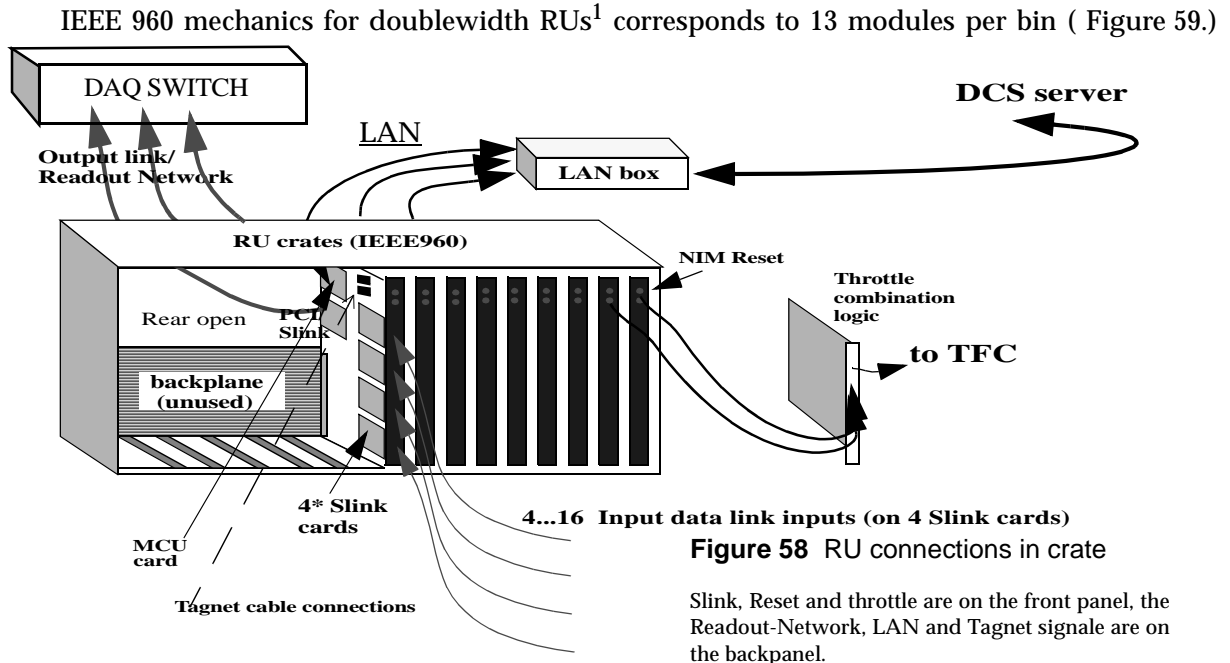 IEEE 960 mechanics for doublewidth RUs1 corresponds to 13 modules per bin ( Figure 59.)
DAQ SWITCH
DCS server
LAN
Output link/
Readout Network
LAN box
RU crates (IEEE960)
NIM Reset
Throttle
combination
logic
Rear open
PCI
Slink
to TFC
backplane
(unused)
4* Slink
cards
4...16 Input data link inputs (on 4 Slink cards)
MCU
card
Figure 58 RU connections in crate
Tagnet cable connections
Slink, Reset and throttle are on the front panel, the
Readout-Network, LAN and Tagnet signale are on
the backpanel.